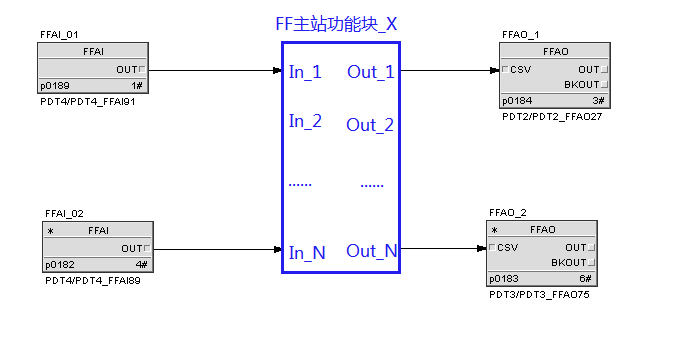 FF主站功能块_X
FFAI_01
FFAI
OUT
p0189 1#
PDT4/PDT4_FFAI91
In_1 Out_1
In_2 Out_2
...... ......
In_N Out_N
FFAO_1
FFAO
CSV OUT
BKOUT
p0184 3#
PDT2/PDT2_FFAO27
FFAI_02
* FFAI
OUT
p0182 4#
PDT4/PDT4_FFAI89
FFAO_2
* FFAO
CSV OUT
BKOUT
p0183 6#
PDT3/PDT3_FFAO75